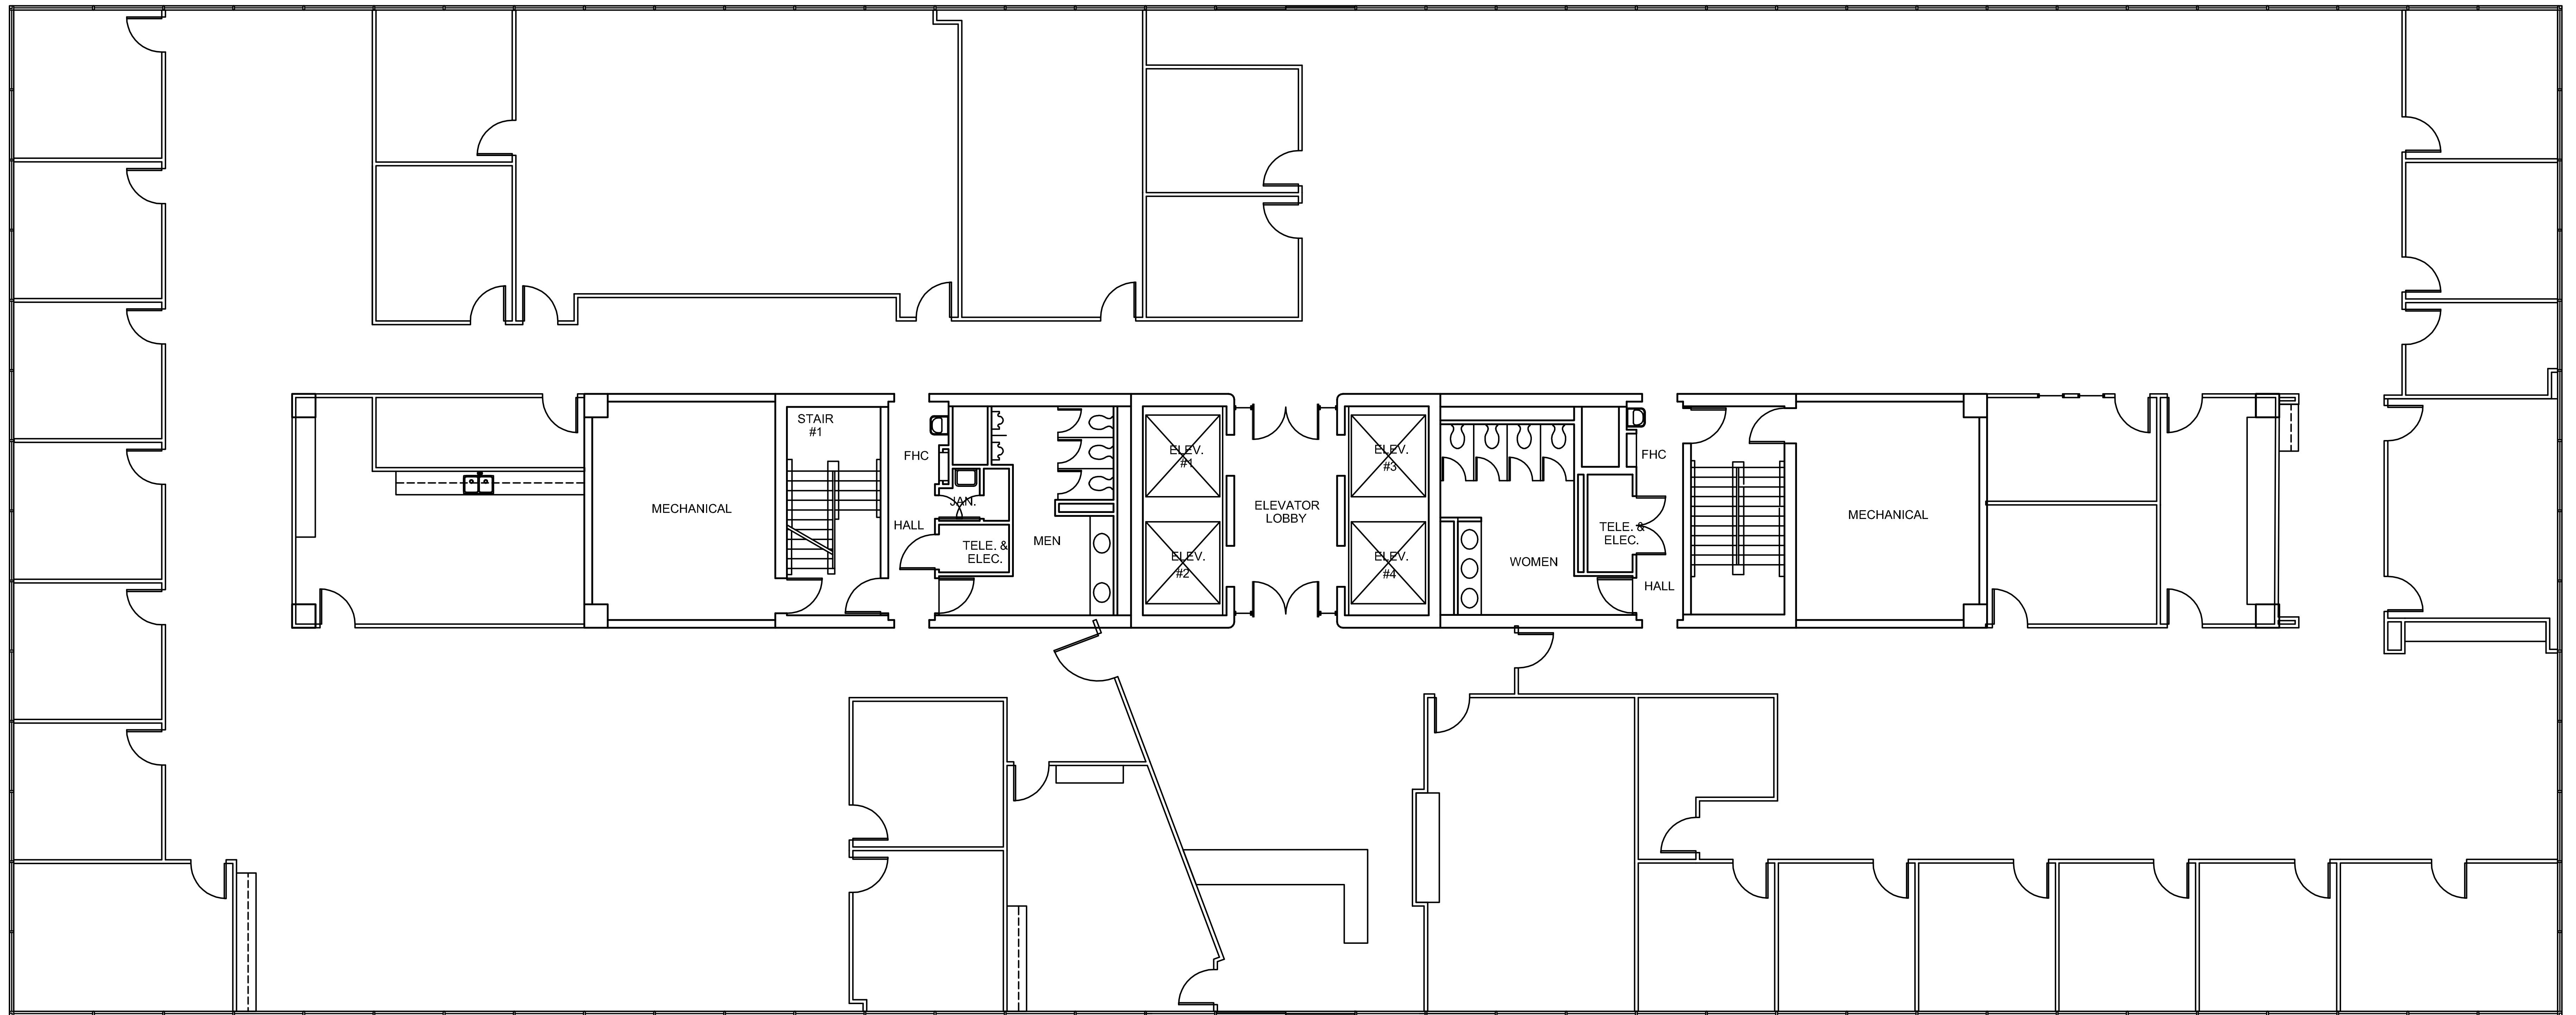 STAIR
#1
FHC
MECHANICAL
HALL
JAN.
TELE. &
ELEC.
MEN
ELEV.
#1
ELEV.
#2
ELEVATOR
LOBBY
ELEV.
#3
ELEV.
#4
WOMEN
FHC
TELE. &
ELEC.
HALL
MECHANICAL